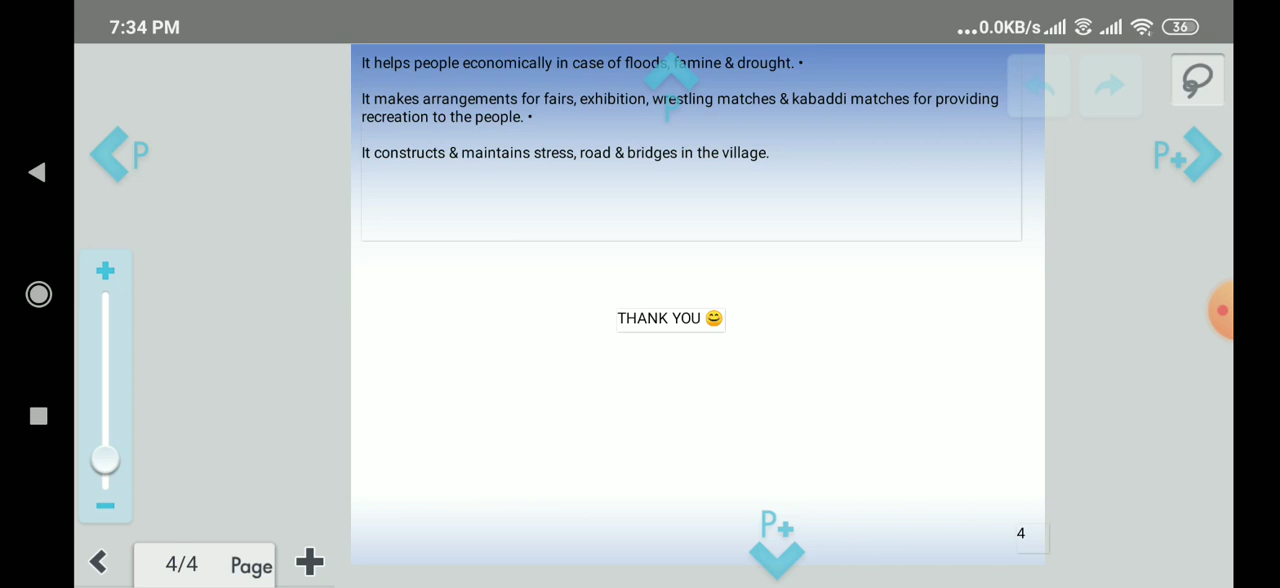 7:34 PM
...0.0KB/s
36
It helps people economically in case of floods, famine & drought. •
It makes arrangements for fairs, exhibition, wrestling matches & kabaddi matches for providing
recreation to the people. •
It constructs & maintains stress, road & bridges in the village.
P
P
P+
THANK YOU 😊
P+
4
4/4 Page